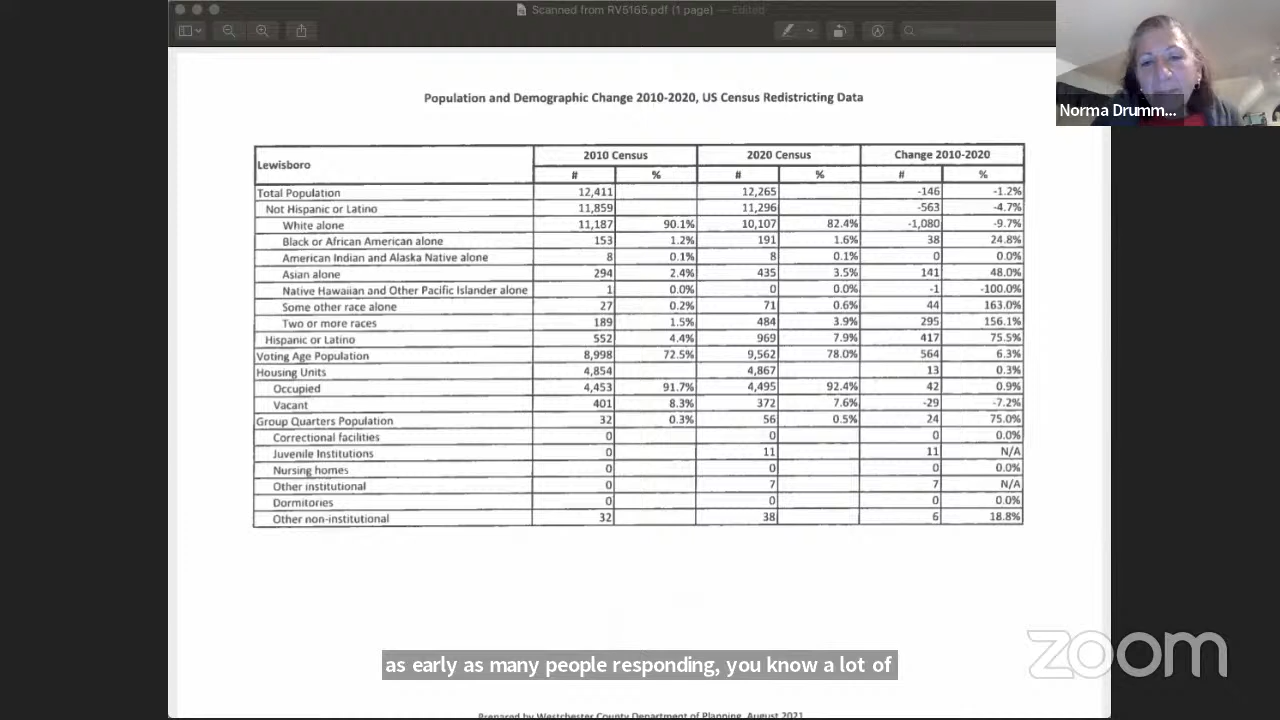 Scanned from RV5165.pdf (1 page) — Edited
Norma Drumm...
Population and Demographic Change 2010-2020, US Census Redistricting Data
Lewisboro 2010 Census 2020 Census Change 2010-2020
# % # % # %
Total Population 12,411 12,265 -146 -1.2%
Not Hispanic or Latino 11,859 11,296 -563 -4.7%
White alone 11,187 90.1% 10,107 82.4% -1,080 -9.7%
Black or African American alone 153 1.2% 191 1.6% 38 24.8%
American Indian and Alaska Native alone 8 0.1% 8 0.1% 0 0.0%
Asian alone 294 2.4% 435 3.5% 141 48.0%
Native Hawaiian and Other Pacific Islander alone 1 0.0% 0 0.0% -1 -100.0%
Some other race alone 27 0.2% 71 0.6% 44 163.0%
Two or more races 189 1.5% 484 3.9% 295 156.1%
Hispanic or Latino 552 4.4% 969 7.9% 417 75.5%
Voting Age Population 8,998 72.5% 9,562 78.0% 564 6.3%
Housing Units 4,854 4,867 13 0.3%
Occupied 4,453 91.7% 4,495 92.4% 42 0.9%
Vacant 401 8.3% 372 7.6% -29 -7.2%
Group Quarters Population 32 0.3% 56 0.5% 24 75.0%
Correctional facilities 0 0 0 0.0%
Juvenile Institutions 0 11 11 N/A
Nursing homes 0 0 0 0.0%
Other institutional 0 7 7 N/A
Dormitories 0 0 0 0.0%
Other non-institutional 32 38 6 18.8%
as early as many people responding, you know a lot of
zoom
Prepared by Westchester County Department of Planning, August 2021